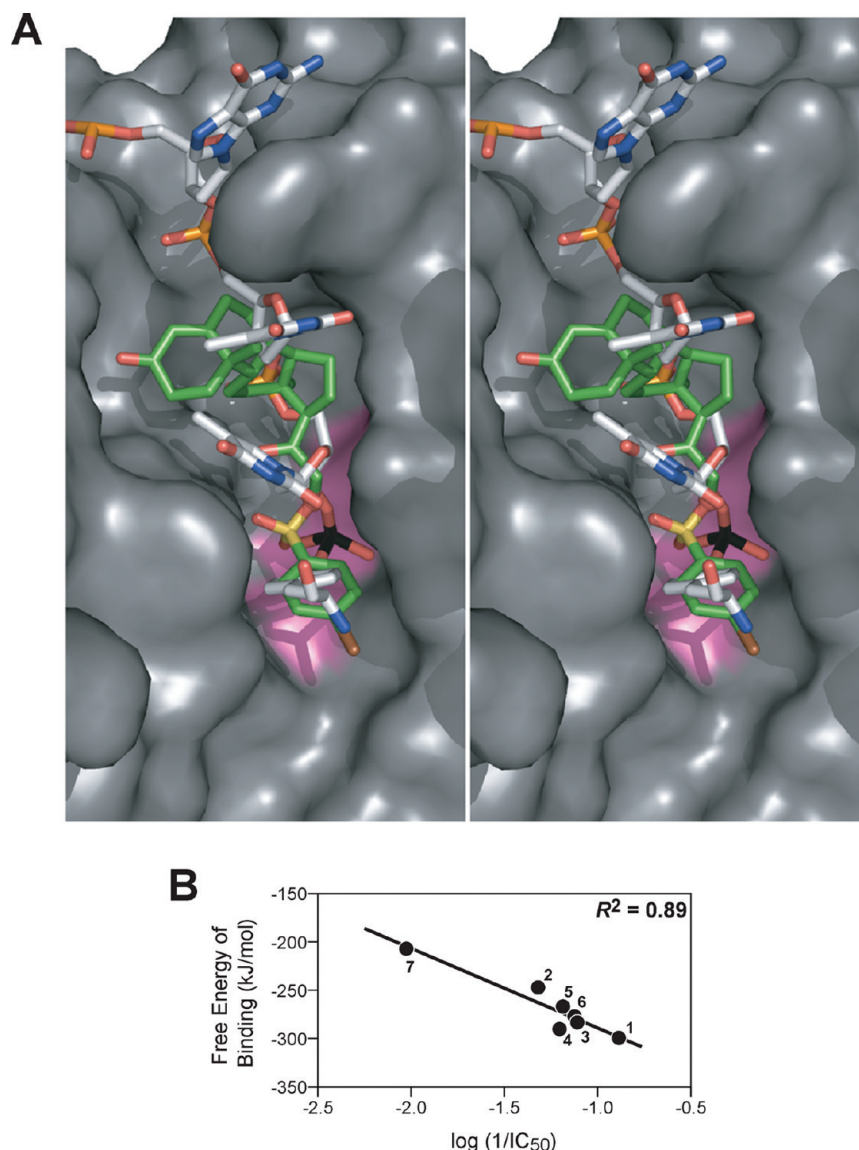 A
B
R² = 0.89
Free Energy of
Binding (kJ/mol)
-150
-200
-250
-300
-350
7
2
5
6
4
3
1
-2.5
-2.0
-1.5
-1.0
-0.5
log (1/IC₅₀)